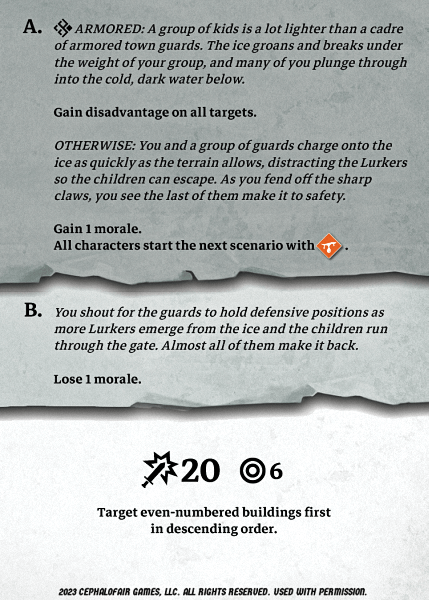 A. ARMORED: A group of kids is a lot lighter than a cadre
of armored town guards. The ice groans and breaks under
the weight of your group, and many of you plunge through
into the cold, dark water below.
Gain disadvantage on all targets.
OTHERWISE: You and a group of guards charge onto the
ice as quickly as the terrain allows, distracting the Lurkers
so the children can escape. As you fend off the sharp
claws, you see the last of them make it to safety.
Gain 1 morale.
All characters start the next scenario with .
B. You shout for the guards to hold defensive positions as
more Lurkers emerge from the ice and the children run
through the gate. Almost all of them make it back.
Lose 1 morale.
20 6
Target even-numbered buildings first
in descending order.
2023 CEPHALOFAIR GAMES, LLC. ALL RIGHTS RESERVED. USED WITH PERMISSION.